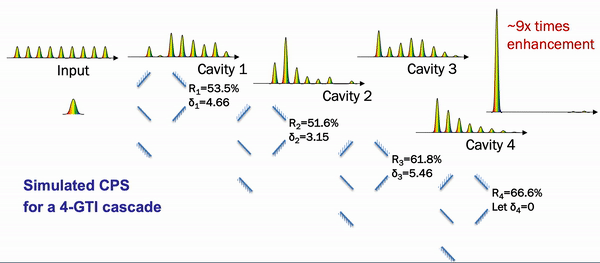 Input
Cavity 1
R₁=53.5%
δ₁=4.66
Cavity 2
R₂=51.6%
δ₂=3.15
Cavity 3
R₃=61.8%
δ₃=5.46
Cavity 4
R₄=66.6%
Let δ₄=0
~9x times
enhancement
Simulated CPS
for a 4-GTI cascade